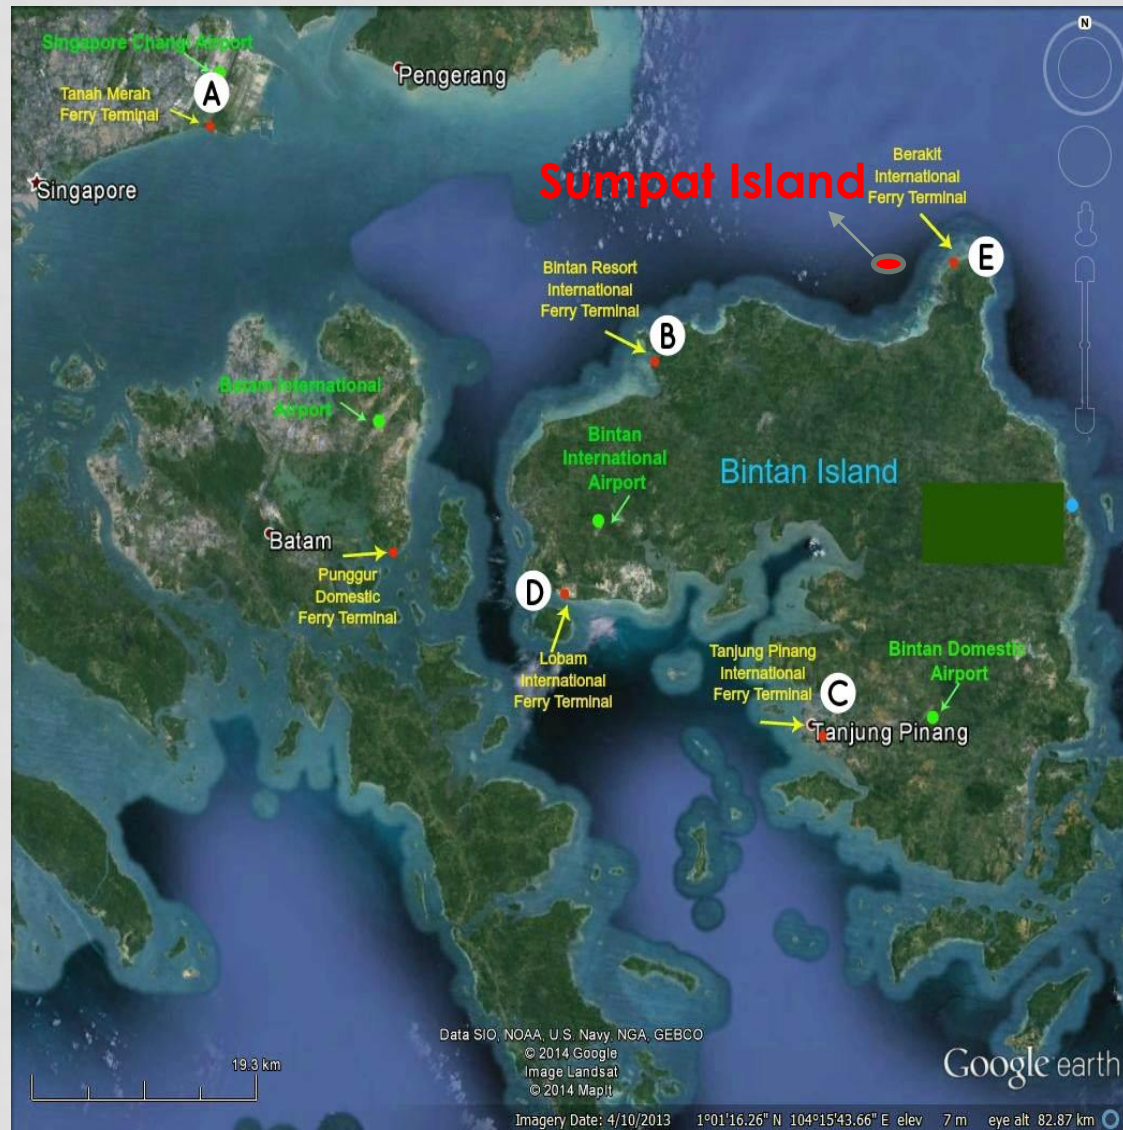 N
Singapore Changi Airport
Pengerang
A
Tanah Merah
Ferry Terminal
Singapore
Sumpat Island
Berakit
International
Ferry Terminal
E
Bintan Resort
International
Ferry Terminal
B
Batam International
Airport
Bintan
International
Airport
Bintan Island
Batam
Punggur
Domestic
Ferry Terminal
D
Lobam
International
Ferry Terminal
Tanjung Pinang
International
Ferry Terminal
C
Bintan Domestic
Airport
Tanjung Pinang
Data SIO, NOAA, U.S. Navy, NGA, GEBCO
© 2014 Google
Image Landsat
© 2014 MapIt
19.3 km
Google earth
Imagery Date: 4/10/2013 1°01'16.26" N 104°15'43.66" E elev 7 m eye alt 82.87 km